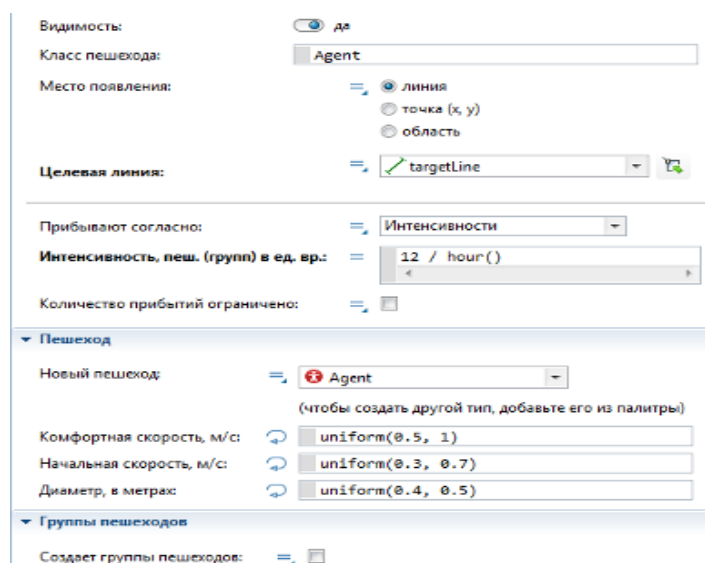 Видимость: да
Класс пешехода: Agent
Место появления: линия
точка (x, y)
область
Целевая линия: targetLine
Прибывают согласно: Интенсивности
Интенсивность, пеш. (групп) в ед. вр.: 12 / hour()
Количество прибытий ограничено:
Пешеход
Новый пешеход: Agent
(чтобы создать другой тип, добавьте его из палитры)
Комфортная скорость, м/с: uniform(0.5, 1)
Начальная скорость, м/с: uniform(0.3, 0.7)
Диаметр, в метрах: uniform(0.4, 0.5)
Группы пешеходов
Создает группы пешеходов: